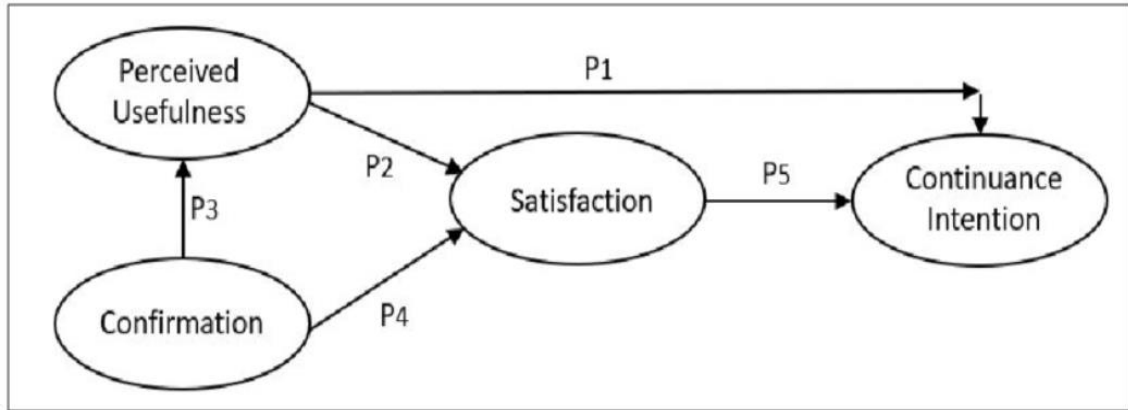 Perceived
Usefulness
P1
P2
P3
Satisfaction
P5
Continuance
Intention
Confirmation
P4